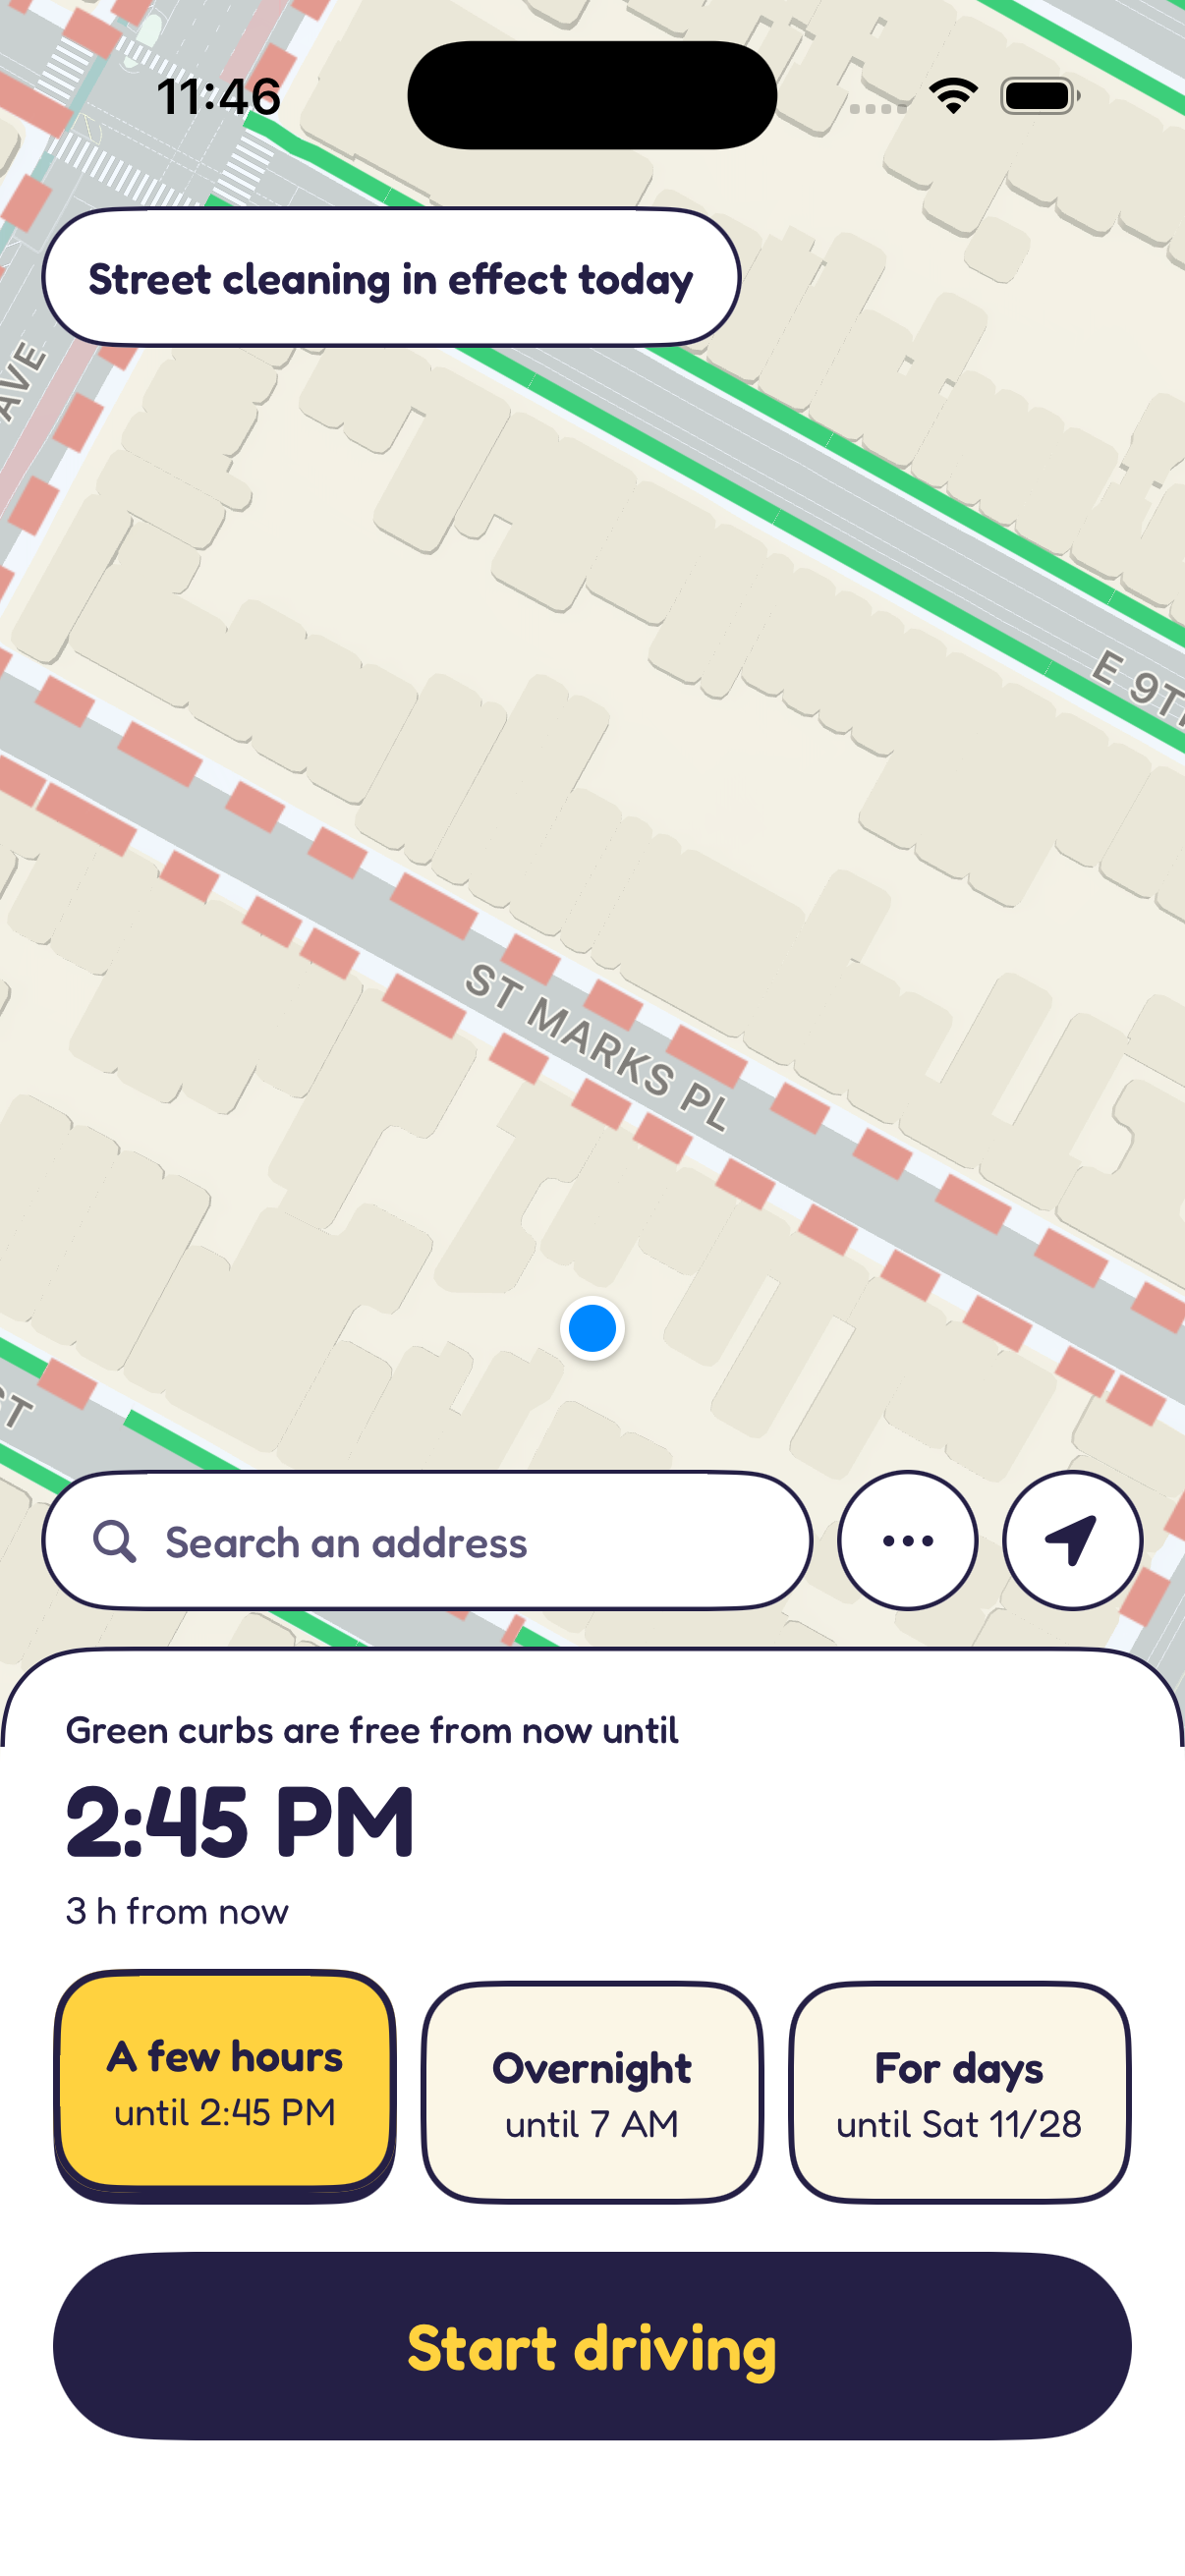 11:46
Street cleaning in effect today
AVE
E 9T
ST MARKS PL
ST
Search an address
Green curbs are free from now until
2:45 PM
3 h from now
A few hours
until 2:45 PM
Overnight
until 7 AM
For days
until Sat 11/28
Start driving